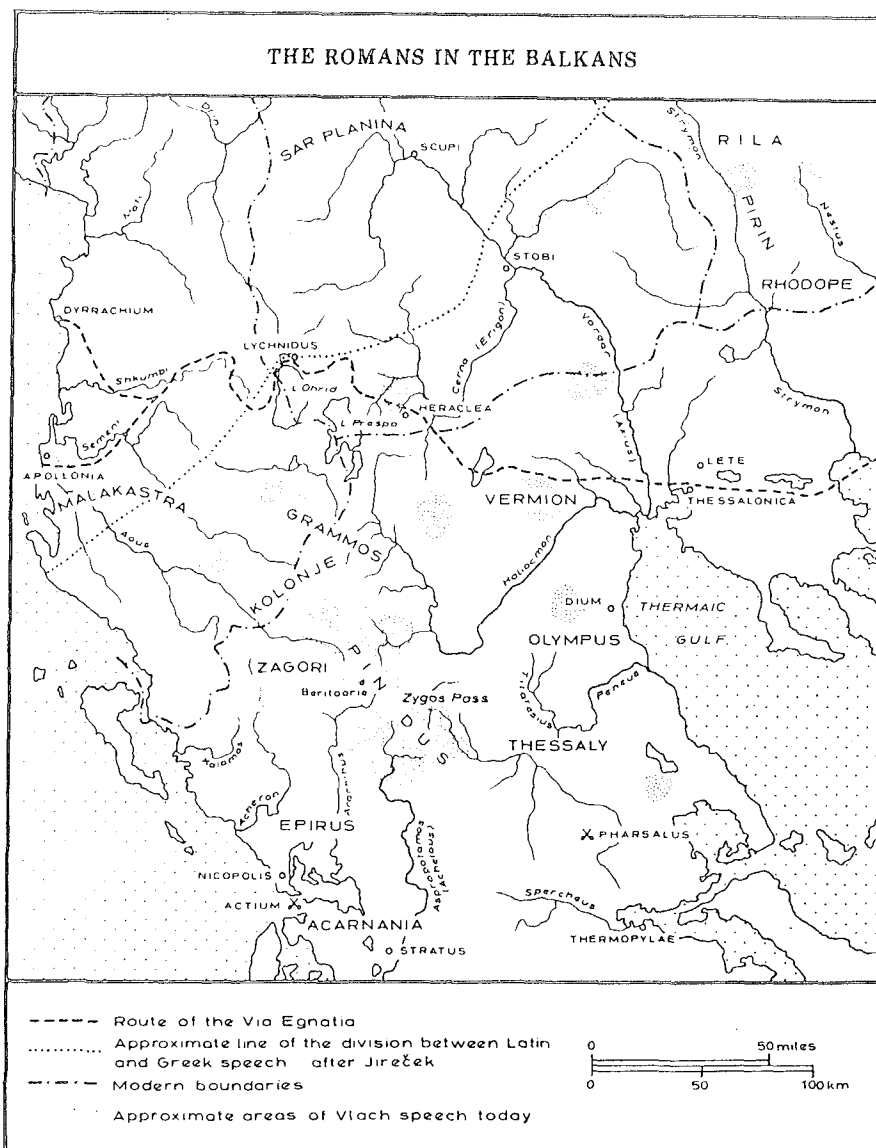 THE ROMANS IN THE BALKANS
Drin
SAR PLANINA
SCUPI
Strymon
RILA
PIRIN
Nestus
Mati
STOBI
RHODOPE
DYRRACHIUM
LYCHNIDUS
Cerna (Erigon)
Vardar
(Axius)
Shkumbi
L Ohrid
HERACLEA
Strymon
L Prespa
Semeni
APOLLONIA
LETE
MALAKASTRA
VERMION
THESSALONICA
GRAMMOS
Aous
KOLONJE
Haliacmon
DIUM
THERMAIC
GULF
OLYMPUS
ZAGORI
PINDUS
Zygos Pass
Titaresius
Peneus
THESSALY
Kalamas
Acheron
EPIRUS
Aspropotamos
(Achelous)
PHARSALUS
NICOPOLIS
ACTIUM
Spercheus
ACARNANIA
THERMOPYLAE
STRATUS
Route of the Via Egnatia
Approximate line of the division between Latin
and Greek speech after Jireček
Modern boundaries
Approximate areas of Vlach speech today
0 50 miles
0 50 100 km